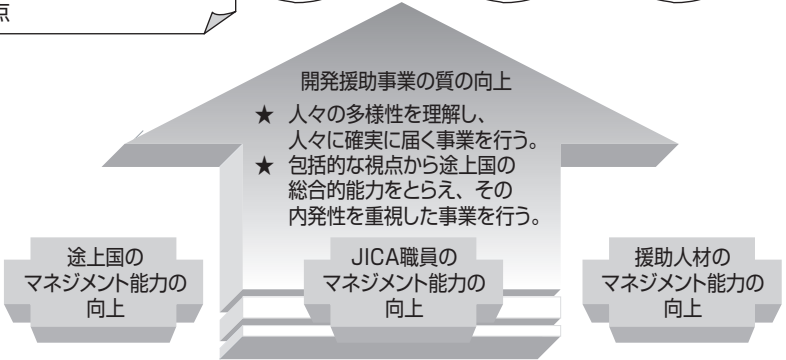 点
開発援助事業の質の向上
★ 人々の多様性を理解し、
人々に確実に届く事業を行う。
★ 包括的な視点から途上国の
総合的能力をとらえ、その
内発性を重視した事業を行う。
途上国の
マネジメント能力の
向上
JICA職員の
マネジメント能力の
向上
援助人材の
マネジメント能力の
向上